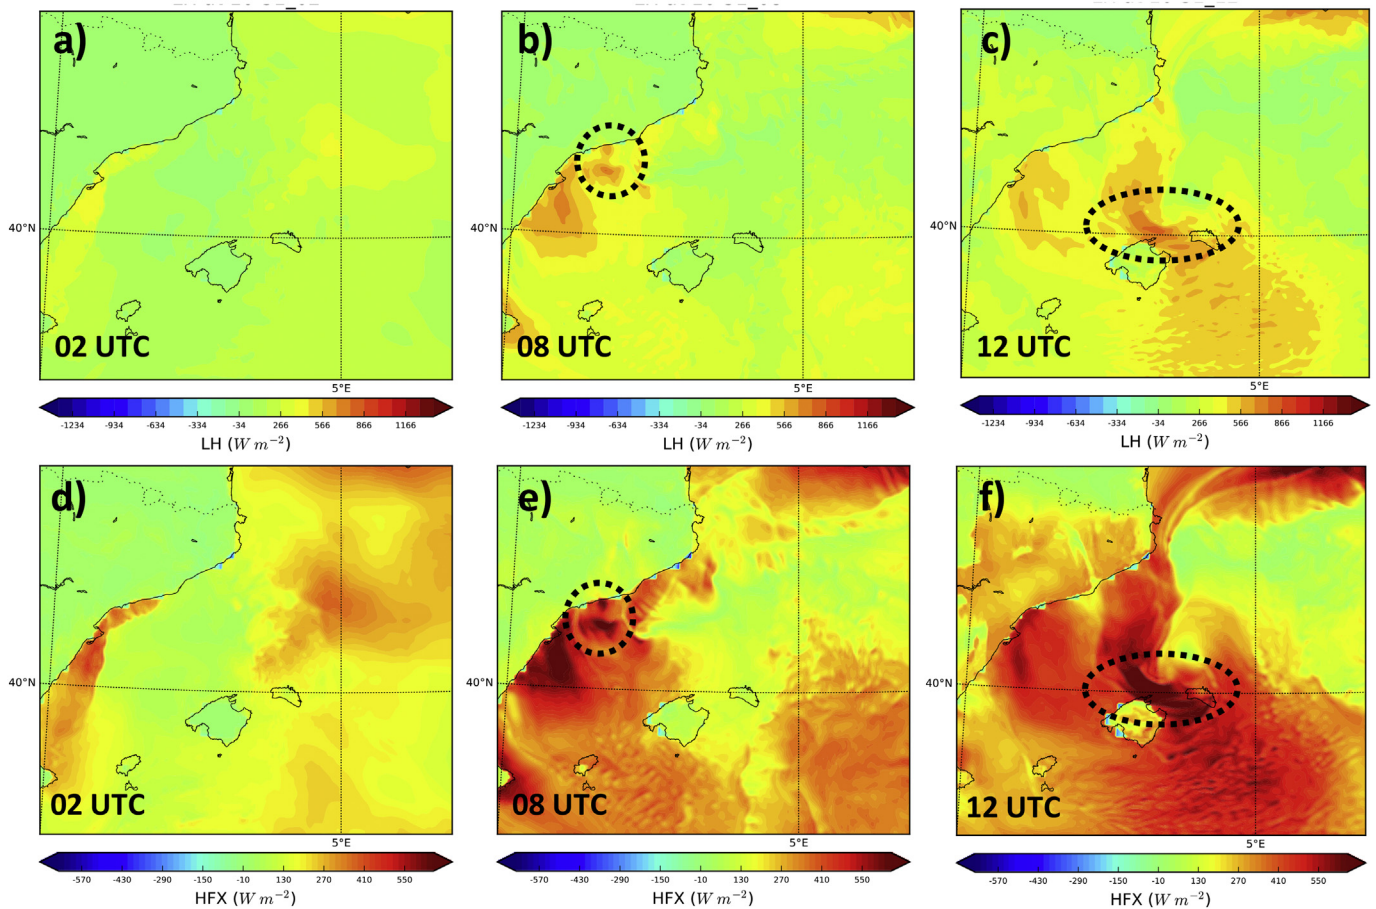 a)
b)
c)
40°N
40°N
02 UTC
08 UTC
12 UTC
5°E
5°E
5°E
-1234 -934 -634 -334 -34 266 566 866 1166
-1234 -934 -634 -334 -34 266 566 866 1166
-1234 -934 -634 -334 -34 266 566 866 1166
LH (W m⁻²)
LH (W m⁻²)
LH (W m⁻²)
d)
e)
f)
40°N
40°N
40°N
02 UTC
08 UTC
12 UTC
5°E
5°E
5°E
-570 -430 -290 -150 -10 130 270 410 550
-570 -430 -290 -150 -10 130 270 410 550
-570 -430 -290 -150 -10 130 270 410 550
HFX (W m⁻²)
HFX (W m⁻²)
HFX (W m⁻²)